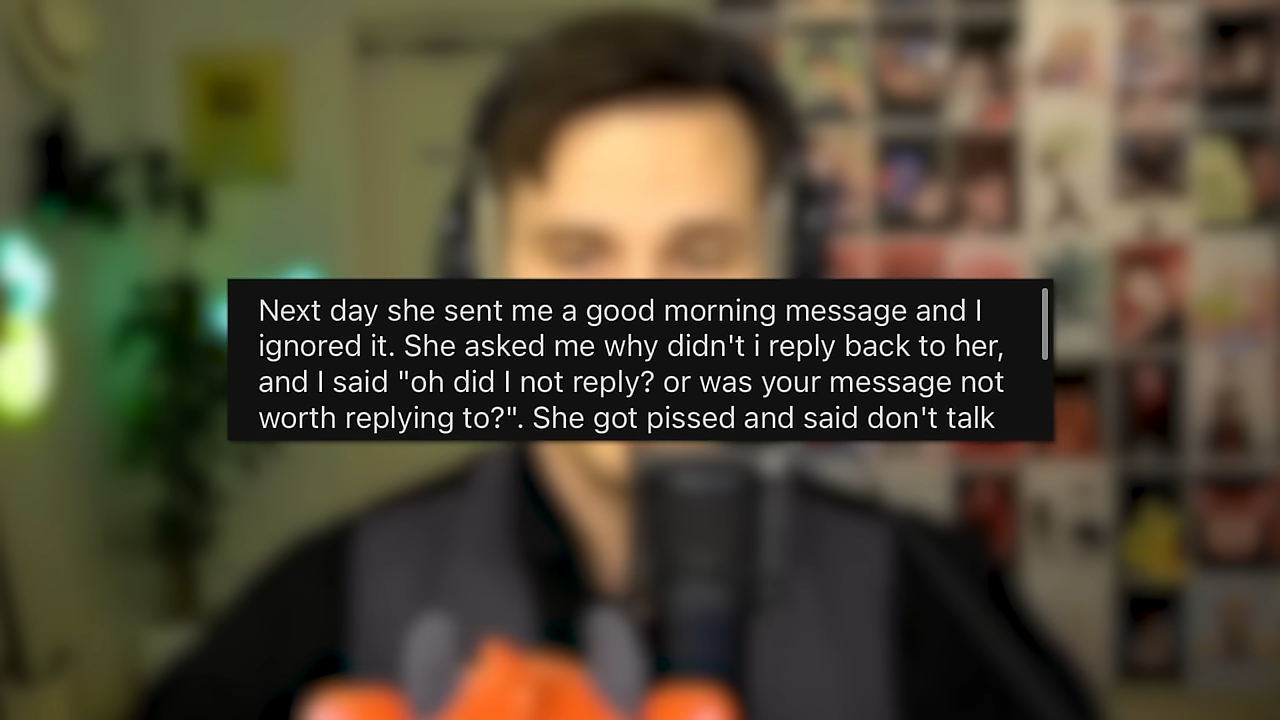 Next day she sent me a good morning message and I
ignored it. She asked me why didn't i reply back to her,
and I said "oh did I not reply? or was your message not
worth replying to?". She got pissed and said don't talk